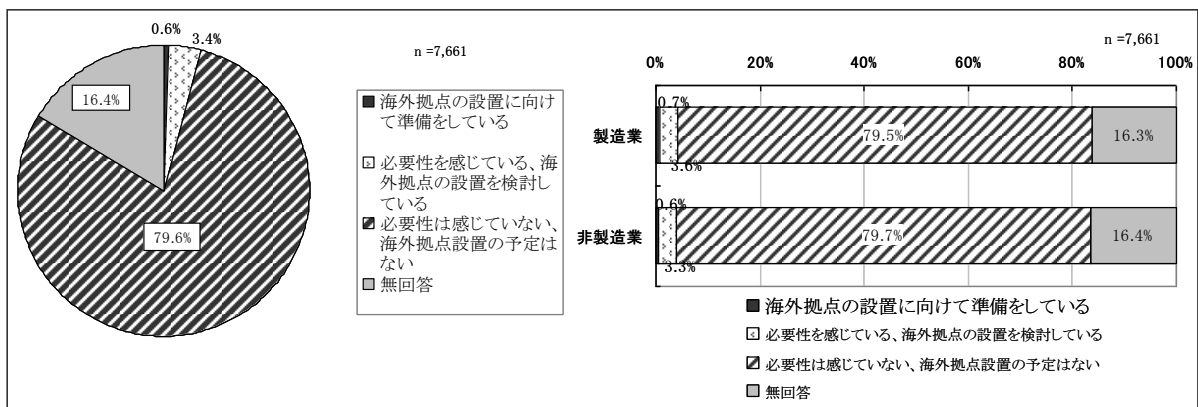 0.6%
3.4%
n =7,661
16.4%
79.6%
海外拠点の設置に向け
て準備をしている
必要性を感じている、海
外拠点の設置を検討し
ている
必要性は感じていない、
海外拠点設置の予定は
ない
無回答
n =7,661
0% 20% 40% 60% 80% 100%
0.7%
製造業 79.5% 16.3%
3.6%
0.6%
非製造業 79.7% 16.4%
3.3%
海外拠点の設置に向けて準備をしている
必要性を感じている、海外拠点の設置を検討している
必要性は感じていない、海外拠点設置の予定はない
無回答